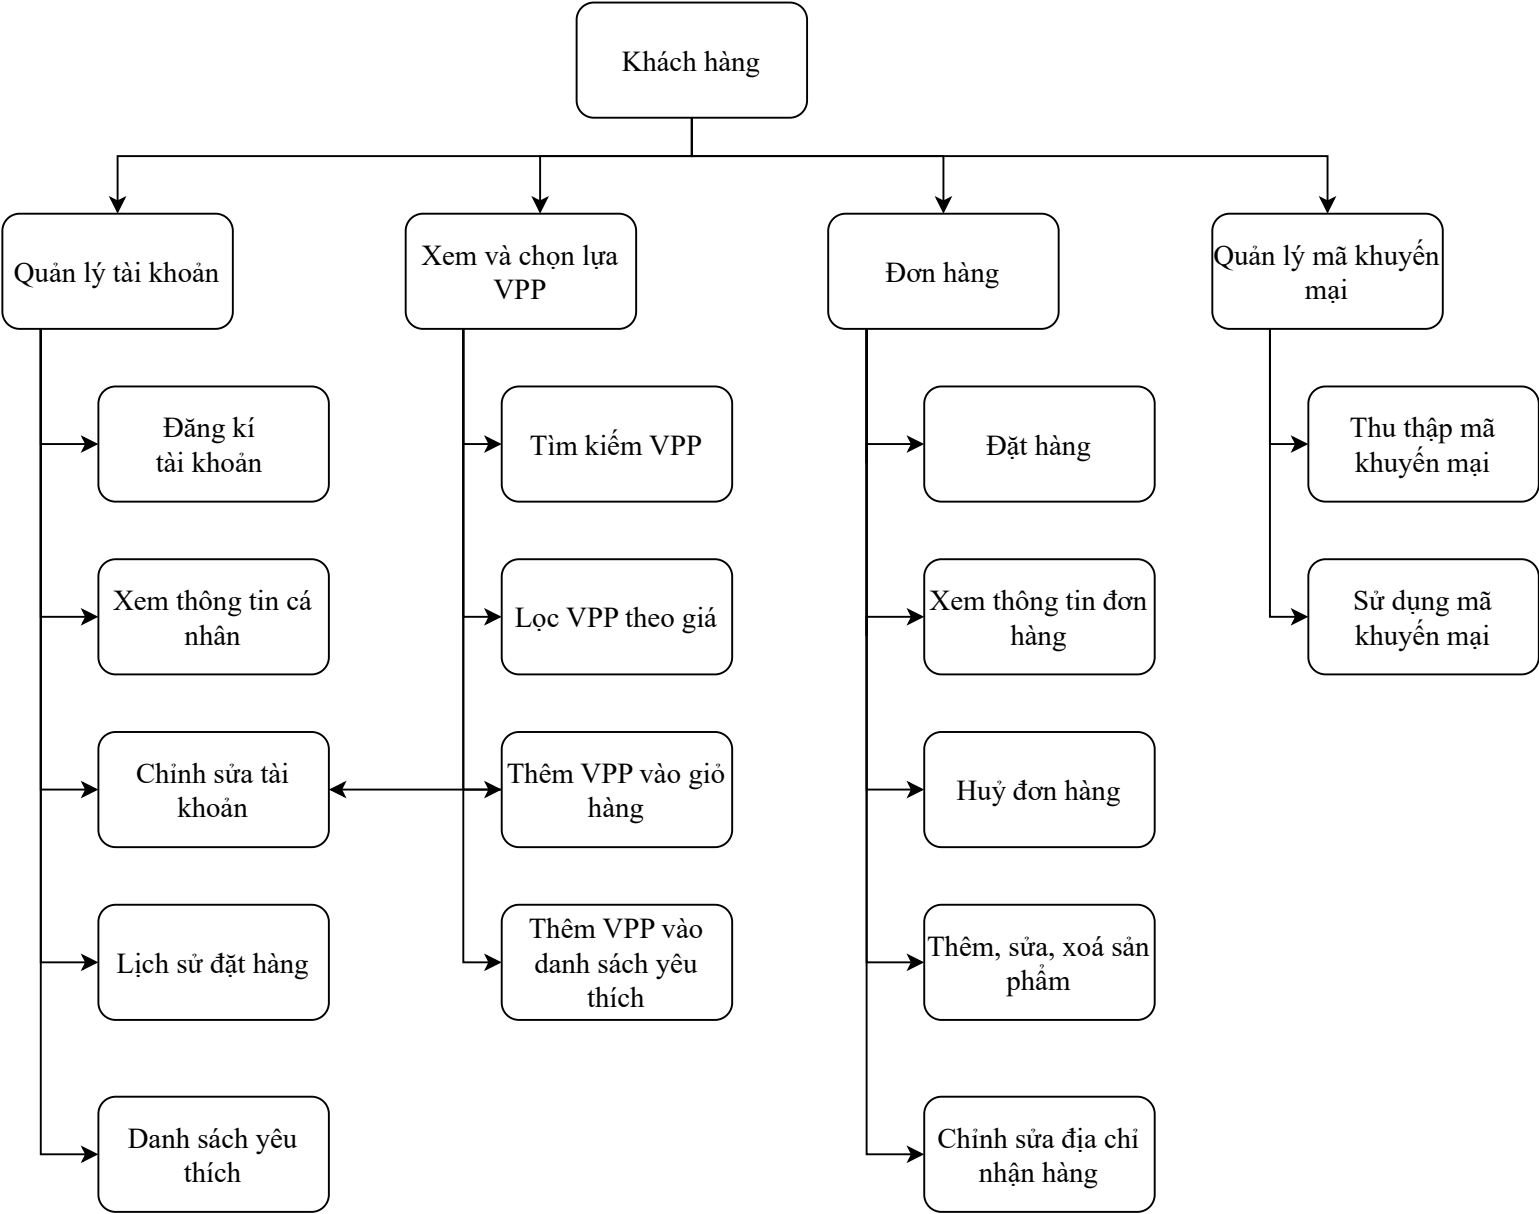 Khách hàng
Quản lý tài khoản
Xem và chọn lựa
VPP
Đơn hàng
Quản lý mã khuyến
mại
Đăng kí
tài khoản
Tìm kiếm VPP
Đặt hàng
Thu thập mã
khuyến mại
Xem thông tin cá
nhân
Lọc VPP theo giá
Xem thông tin đơn
hàng
Sử dụng mã
khuyến mại
Chỉnh sửa tài
khoản
Thêm VPP vào giỏ
hàng
Huỷ đơn hàng
Lịch sử đặt hàng
Thêm VPP vào
danh sách yêu
thích
Thêm, sửa, xoá sản
phẩm
Danh sách yêu
thích
Chỉnh sửa địa chỉ
nhận hàng